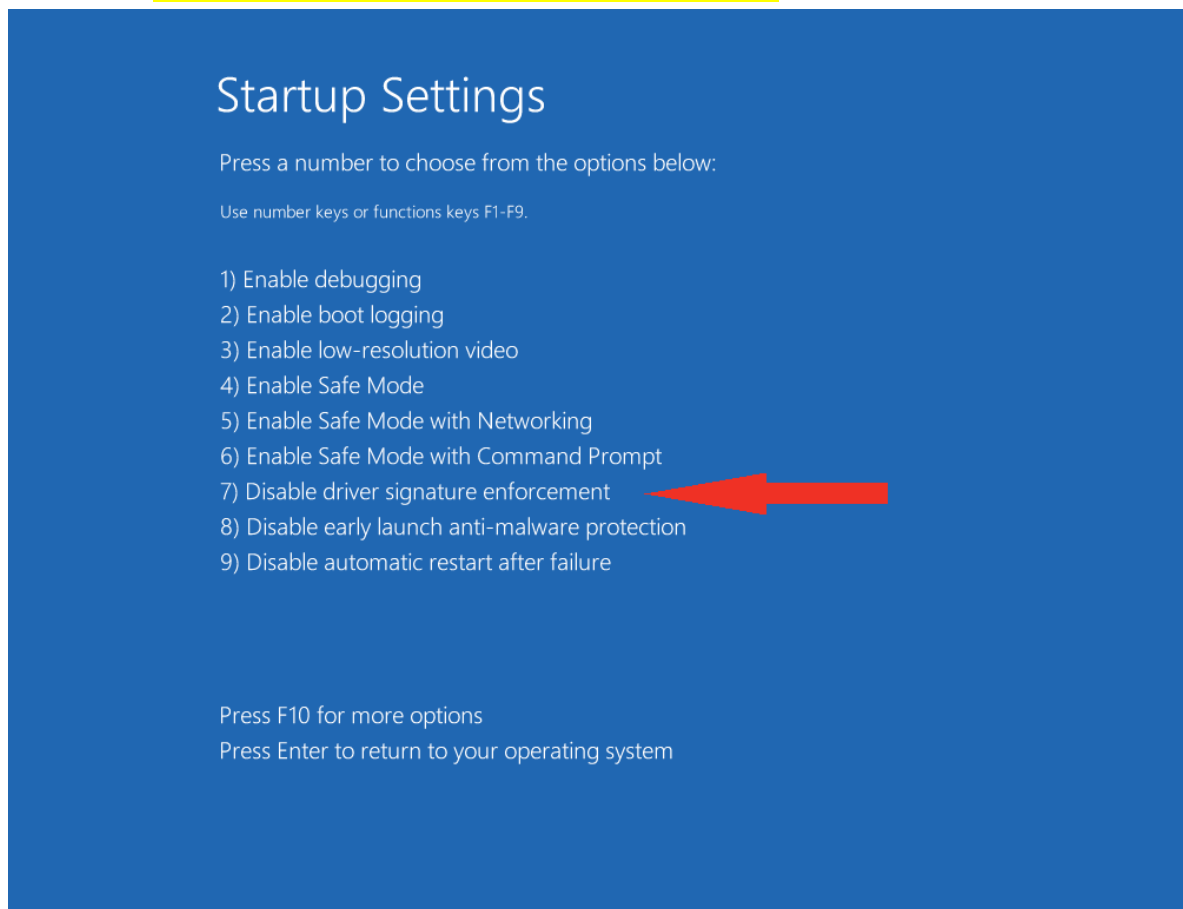 Startup Settings
Press a number to choose from the options below:
Use number keys or functions keys F1-F9.
1) Enable debugging
2) Enable boot logging
3) Enable low-resolution video
4) Enable Safe Mode
5) Enable Safe Mode with Networking
6) Enable Safe Mode with Command Prompt
7) Disable driver signature enforcement
8) Disable early launch anti-malware protection
9) Disable automatic restart after failure
Press F10 for more options
Press Enter to return to your operating system